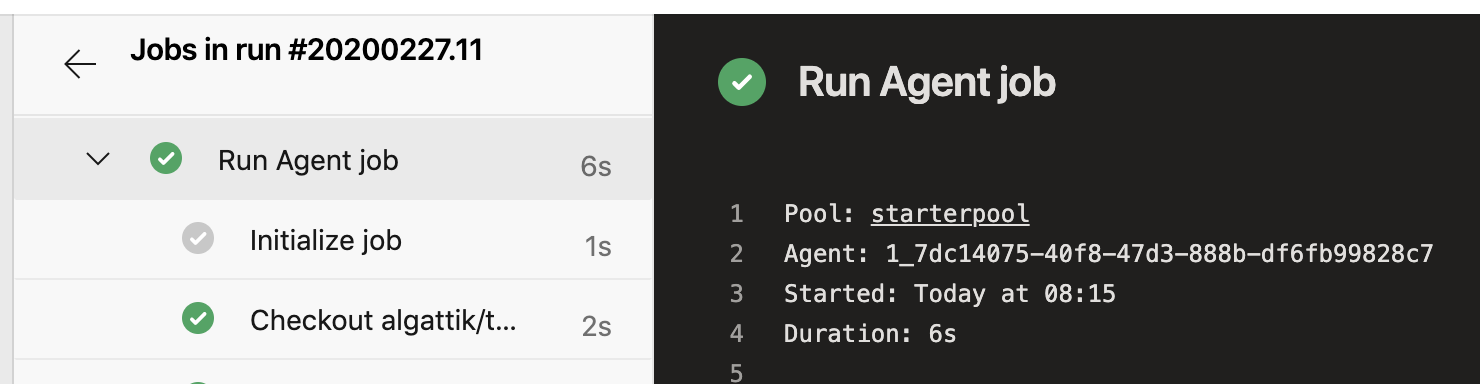 Jobs in run #20200227.11
Run Agent job 6s
Initialize job 1s
Checkout algattik/t... 2s
Run Agent job
1 Pool: starterpool
2 Agent: 1_7dc14075-40f8-47d3-888b-df6fb99828c7
3 Started: Today at 08:15
4 Duration: 6s
5